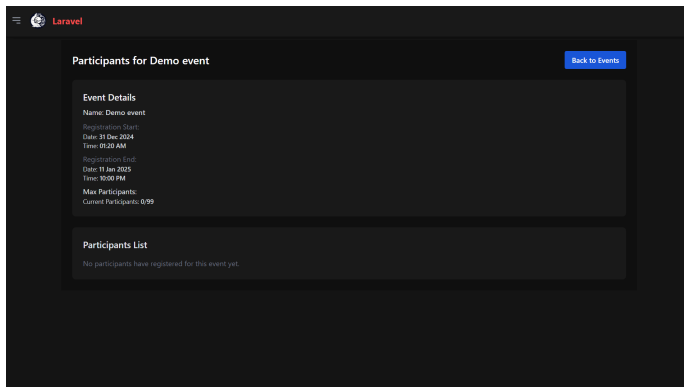 Laravel
Participants for Demo event
Back to Events
Event Details
Name: Demo event
Registration Start:
Date: 31 Dec 2024
Time: 01:20 AM
Registration End:
Date: 11 Jan 2025
Time: 10:00 PM
Max Participants:
Current Participants: 0/99
Participants List
No participants have registered for this event yet.